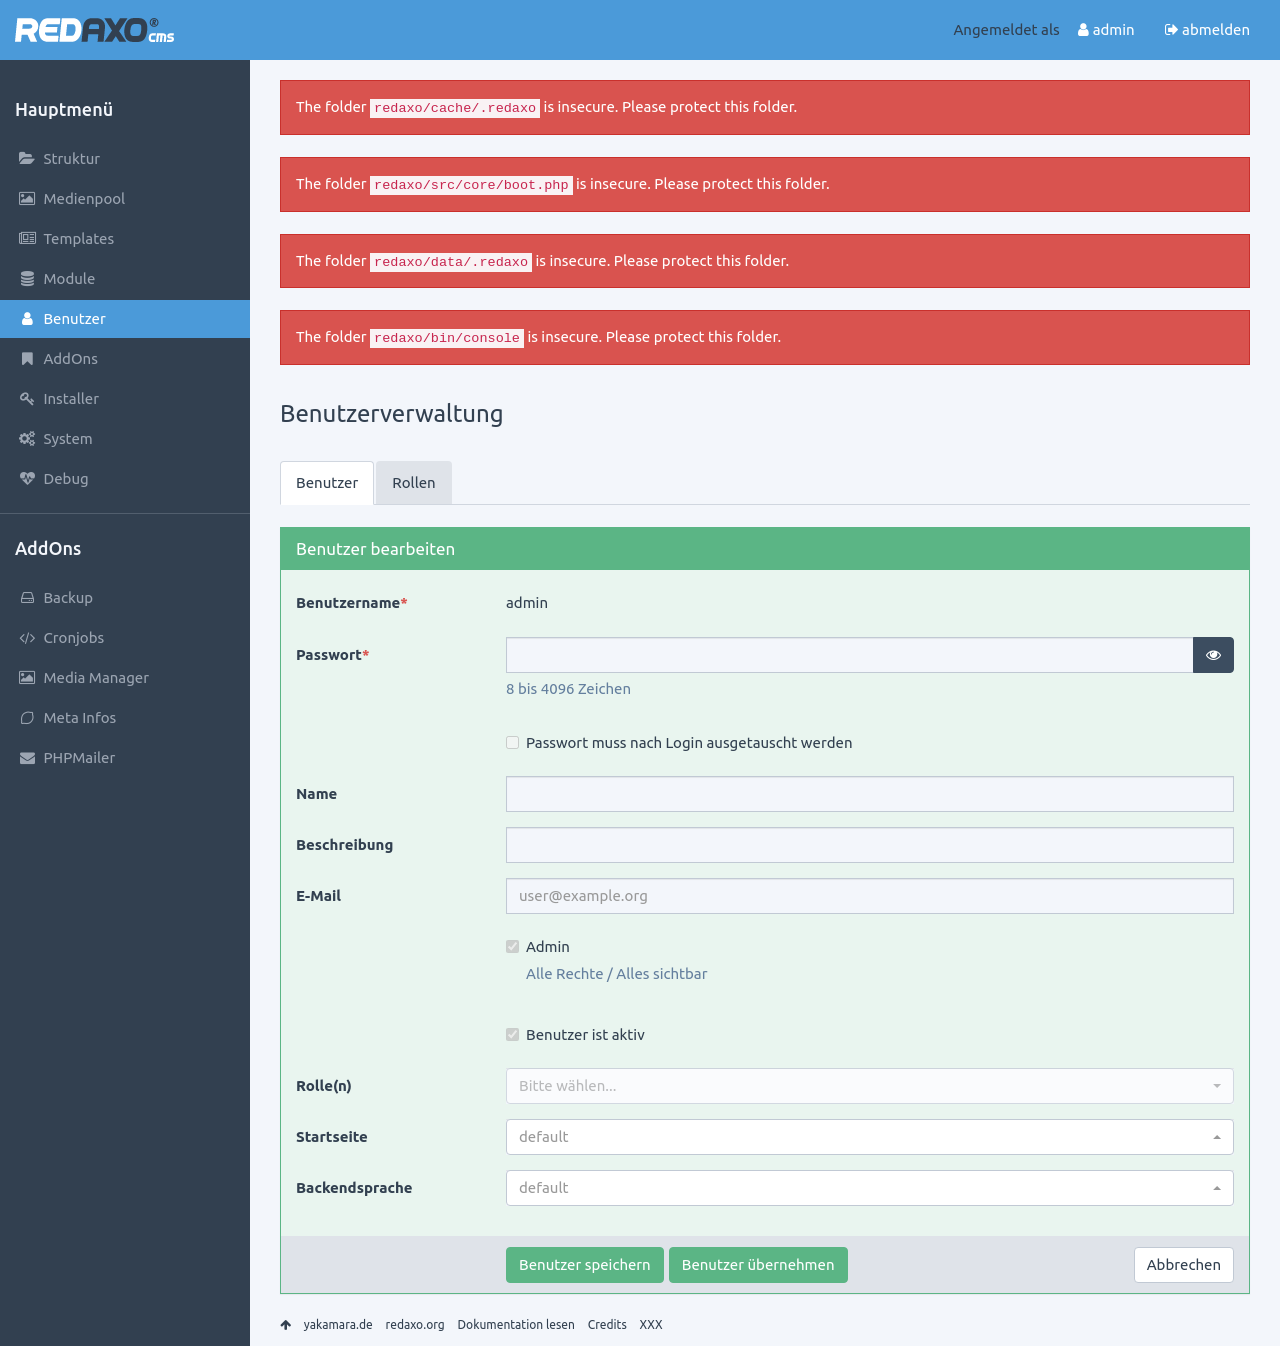 REDAXO® cms
Angemeldet als admin abmelden
Hauptmenü
Struktur
Medienpool
Templates
Module
Benutzer
AddOns
Installer
System
Debug
AddOns
Backup
Cronjobs
Media Manager
Meta Infos
PHPMailer
The folder redaxo/cache/.redaxo is insecure. Please protect this folder.
The folder redaxo/src/core/boot.php is insecure. Please protect this folder.
The folder redaxo/data/.redaxo is insecure. Please protect this folder.
The folder redaxo/bin/console is insecure. Please protect this folder.
Benutzerverwaltung
Benutzer Rollen
Benutzer bearbeiten
Benutzername* admin
Passwort*
8 bis 4096 Zeichen
Passwort muss nach Login ausgetauscht werden
Name
Beschreibung
E-Mail user@example.org
Admin
Alle Rechte / Alles sichtbar
Benutzer ist aktiv
Rolle(n) Bitte wählen...
Startseite default
Backendsprache default
Benutzer speichern Benutzer übernehmen Abbrechen
yakamara.de redaxo.org Dokumentation lesen Credits XXX